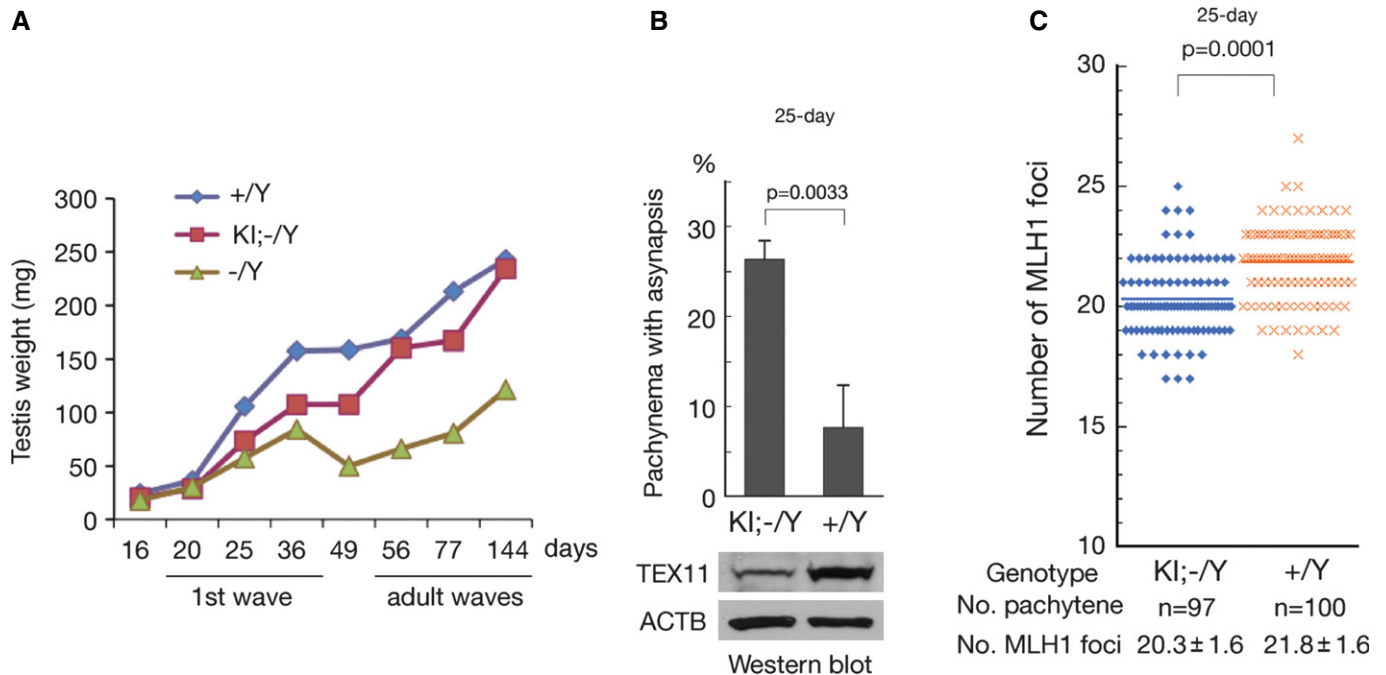 A
300
250
200
150
100
50
0
Testis weight (mg)
+/Y
KI;-/Y
-/Y
16 20 25 36 49 56 77 144 days
1st wave adult waves
B
25-day
%
p=0.0033
30
20
10
0
Pachynema with asynapsis
KI;-/Y +/Y
TEX11
ACTB
Western blot
C
25-day
p=0.0001
30
25
20
15
10
Number of MLH1 foci
Genotype KI;-/Y +/Y
No. pachytene n=97 n=100
No. MLH1 foci 20.3±1.6 21.8±1.6